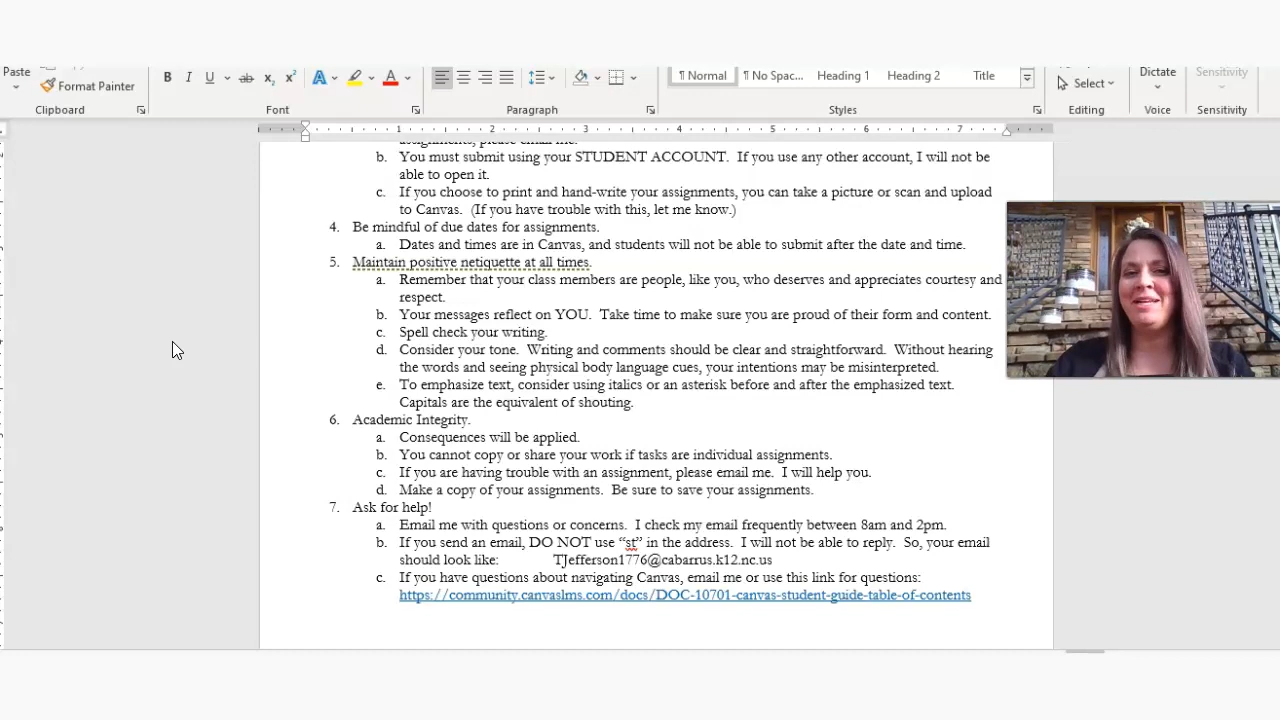 Paste
Format Painter
B I U ab x₂ x² A A
Normal
No Spac...
Heading 1
Heading 2
Title
Select
Dictate
Sensitivity
Clipboard
Font
Paragraph
Styles
Editing
Voice
Sensitivity
1 2 3 4 5 6 7
assignments, please email me.
b. You must submit using your STUDENT ACCOUNT. If you use any other account, I will not be
able to open it.
c. If you choose to print and hand-write your assignments, you can take a picture or scan and upload
to Canvas. (If you have trouble with this, let me know.)
4. Be mindful of due dates for assignments.
a. Dates and times are in Canvas, and students will not be able to submit after the date and time.
5. Maintain positive netiquette at all times.
a. Remember that your class members are people, like you, who deserves and appreciates courtesy and
respect.
b. Your messages reflect on YOU. Take time to make sure you are proud of their form and content.
c. Spell check your writing.
d. Consider your tone. Writing and comments should be clear and straightforward. Without hearing
the words and seeing physical body language cues, your intentions may be misinterpreted.
e. To emphasize text, consider using italics or an asterisk before and after the emphasized text.
Capitals are the equivalent of shouting.
6. Academic Integrity.
a. Consequences will be applied.
b. You cannot copy or share your work if tasks are individual assignments.
c. If you are having trouble with an assignment, please email me. I will help you.
d. Make a copy of your assignments. Be sure to save your assignments.
7. Ask for help!
a. Email me with questions or concerns. I check my email frequently between 8am and 2pm.
b. If you send an email, DO NOT use “st” in the address. I will not be able to reply. So, your email
should look like: TJefferson1776@cabarrus.k12.nc.us
c. If you have questions about navigating Canvas, email me or use this link for questions:
https://community.canvaslms.com/docs/DOC-10701-canvas-student-guide-table-of-contents